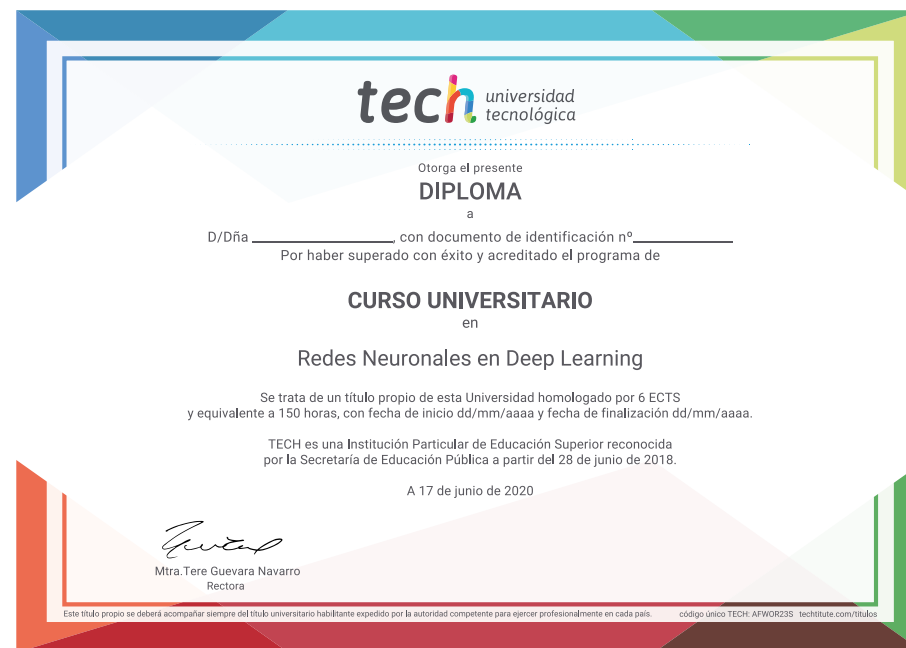 tech universidad
tecnológica
Otorga el presente
DIPLOMA
a
D/Dña ____________________, con documento de identificación nº______________
Por haber superado con éxito y acreditado el programa de
CURSO UNIVERSITARIO
en
Redes Neuronales en Deep Learning
Se trata de un título propio de esta Universidad homologado por 6 ECTS
y equivalente a 150 horas, con fecha de inicio dd/mm/aaaa y fecha de finalización dd/mm/aaaa.
TECH es una Institución Particular de Educación Superior reconocida
por la Secretaría de Educación Pública a partir del 28 de junio de 2018.
A 17 de junio de 2020
Mtra.Tere Guevara Navarro
Rectora
Este título propio se deberá acompañar siempre del título universitario habilitante expedido por la autoridad competente para ejercer profesionalmente en cada país. código único TECH: AFWOR23S techtitute.com/titulos